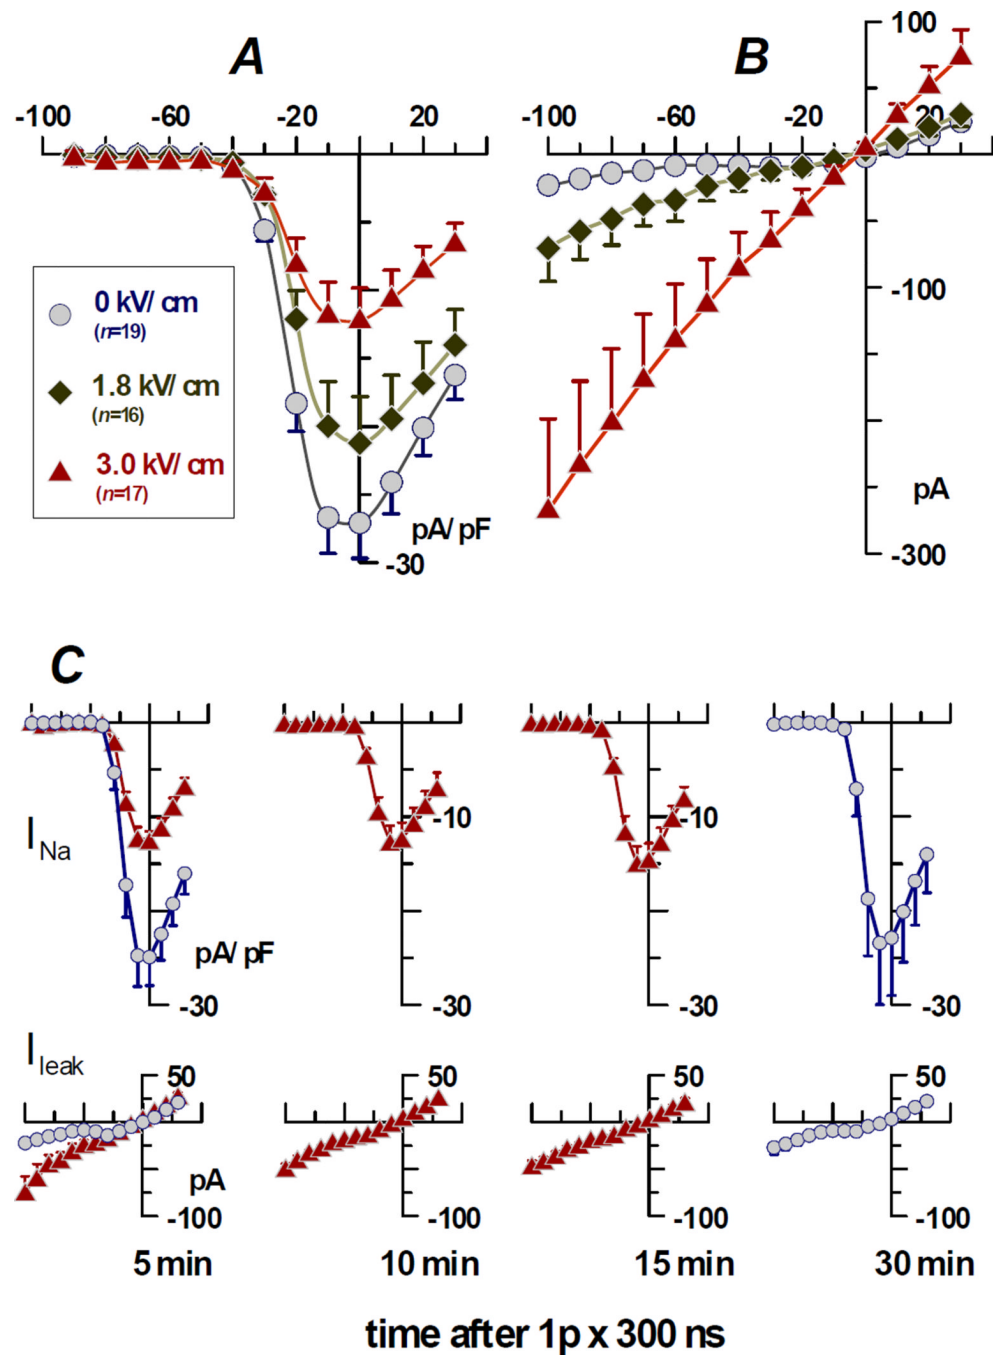 A
B
-100 -60 -20 20
-100 -60 -20 20
100
-100
pA
-300
0 kV/cm
(n=19)
1.8 kV/cm
(n=16)
3.0 kV/cm
(n=17)
pA/pF
-30
C
I Na
pA/pF
-30
-10
-30
-10
-30
-30
I leak
50
50
50
50
pA
-100
-100
-100
-100
5 min
10 min
15 min
30 min
time after 1p x 300 ns